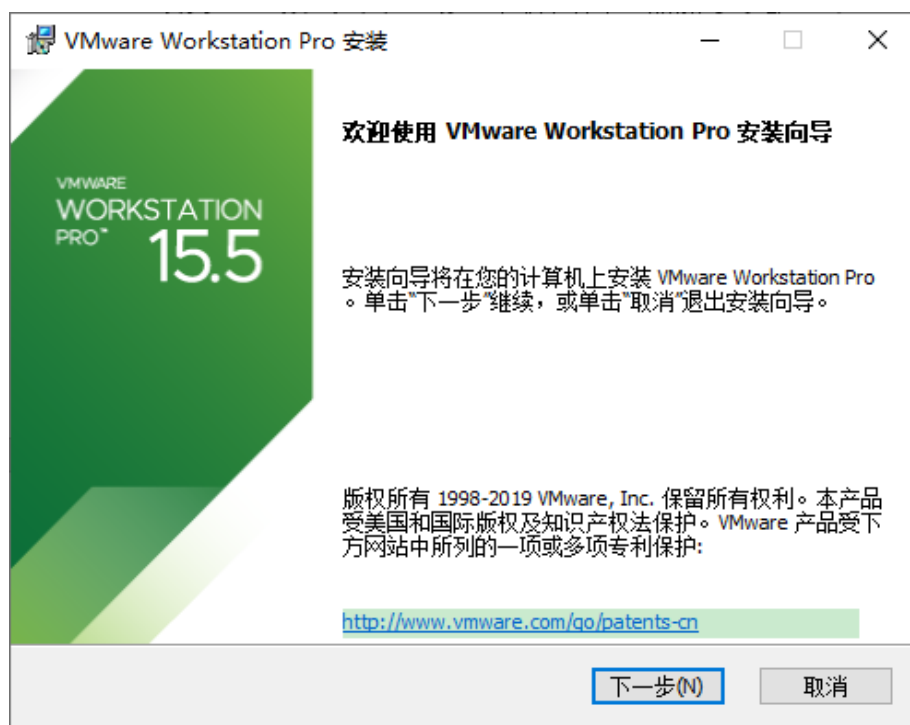 VMware Workstation Pro 安装
VMWARE
WORKSTATION
PRO™
15.5
欢迎使用 VMware Workstation Pro 安装向导
安装向导将在您的计算机上安装 VMware Workstation Pro
。单击"下一步"继续，或单击"取消"退出安装向导。
版权所有 1998-2019 VMware, Inc. 保留所有权利。本产品
受美国和国际版权及知识产权法保护。VMware 产品受下
方网站中所列的一项或多项专利保护:
http://www.vmware.com/go/patents-cn
下一步(N)
取消